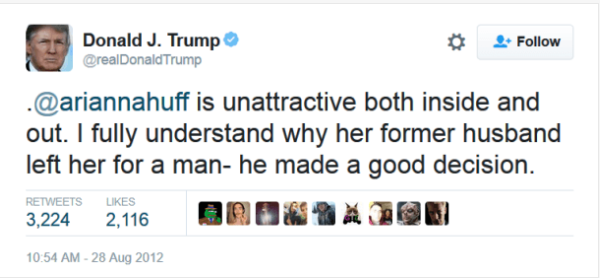 Donald J. Trump
Follow
@realDonaldTrump
.@ariannahuff is unattractive both inside and
out. I fully understand why her former husband
left her for a man- he made a good decision.
RETWEETS LIKES
3,224 2,116
10:54 AM - 28 Aug 2012